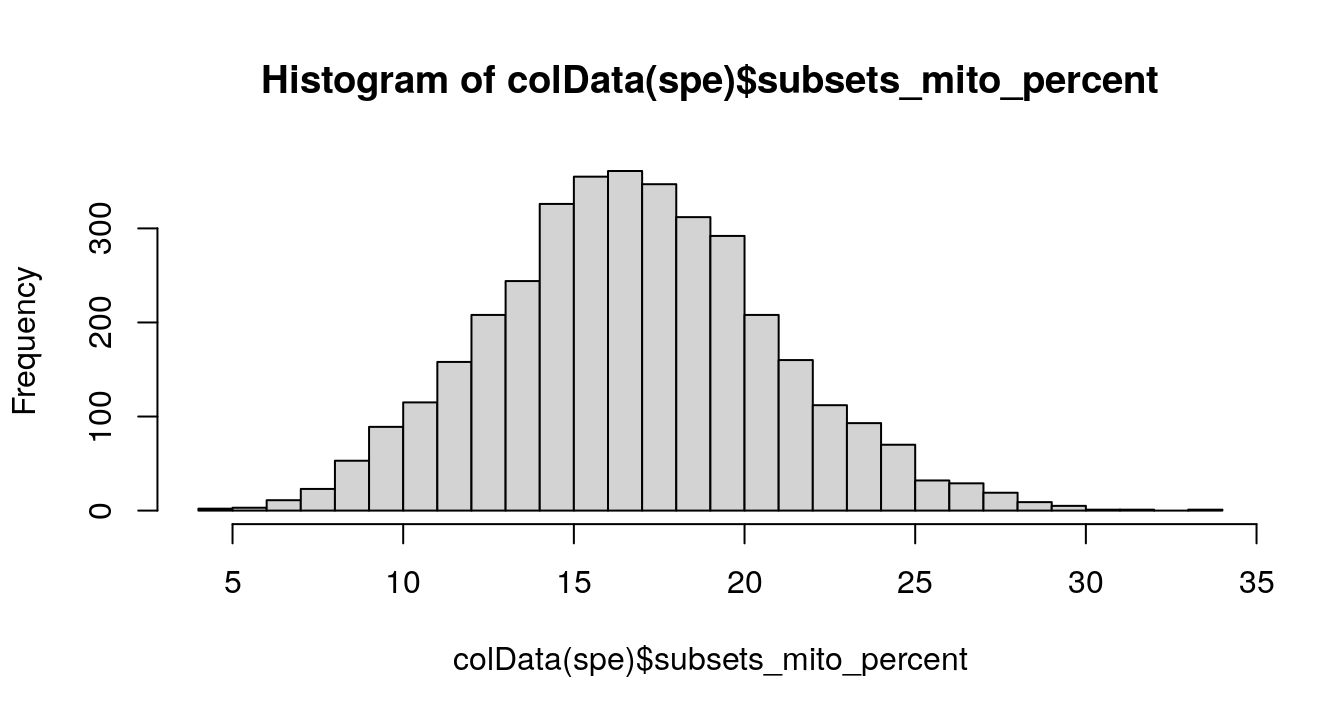 Histogram of colData(spe)$subsets_mito_percent
Frequency
300
200
100
0
5 10 15 20 25 30 35
colData(spe)$subsets_mito_percent